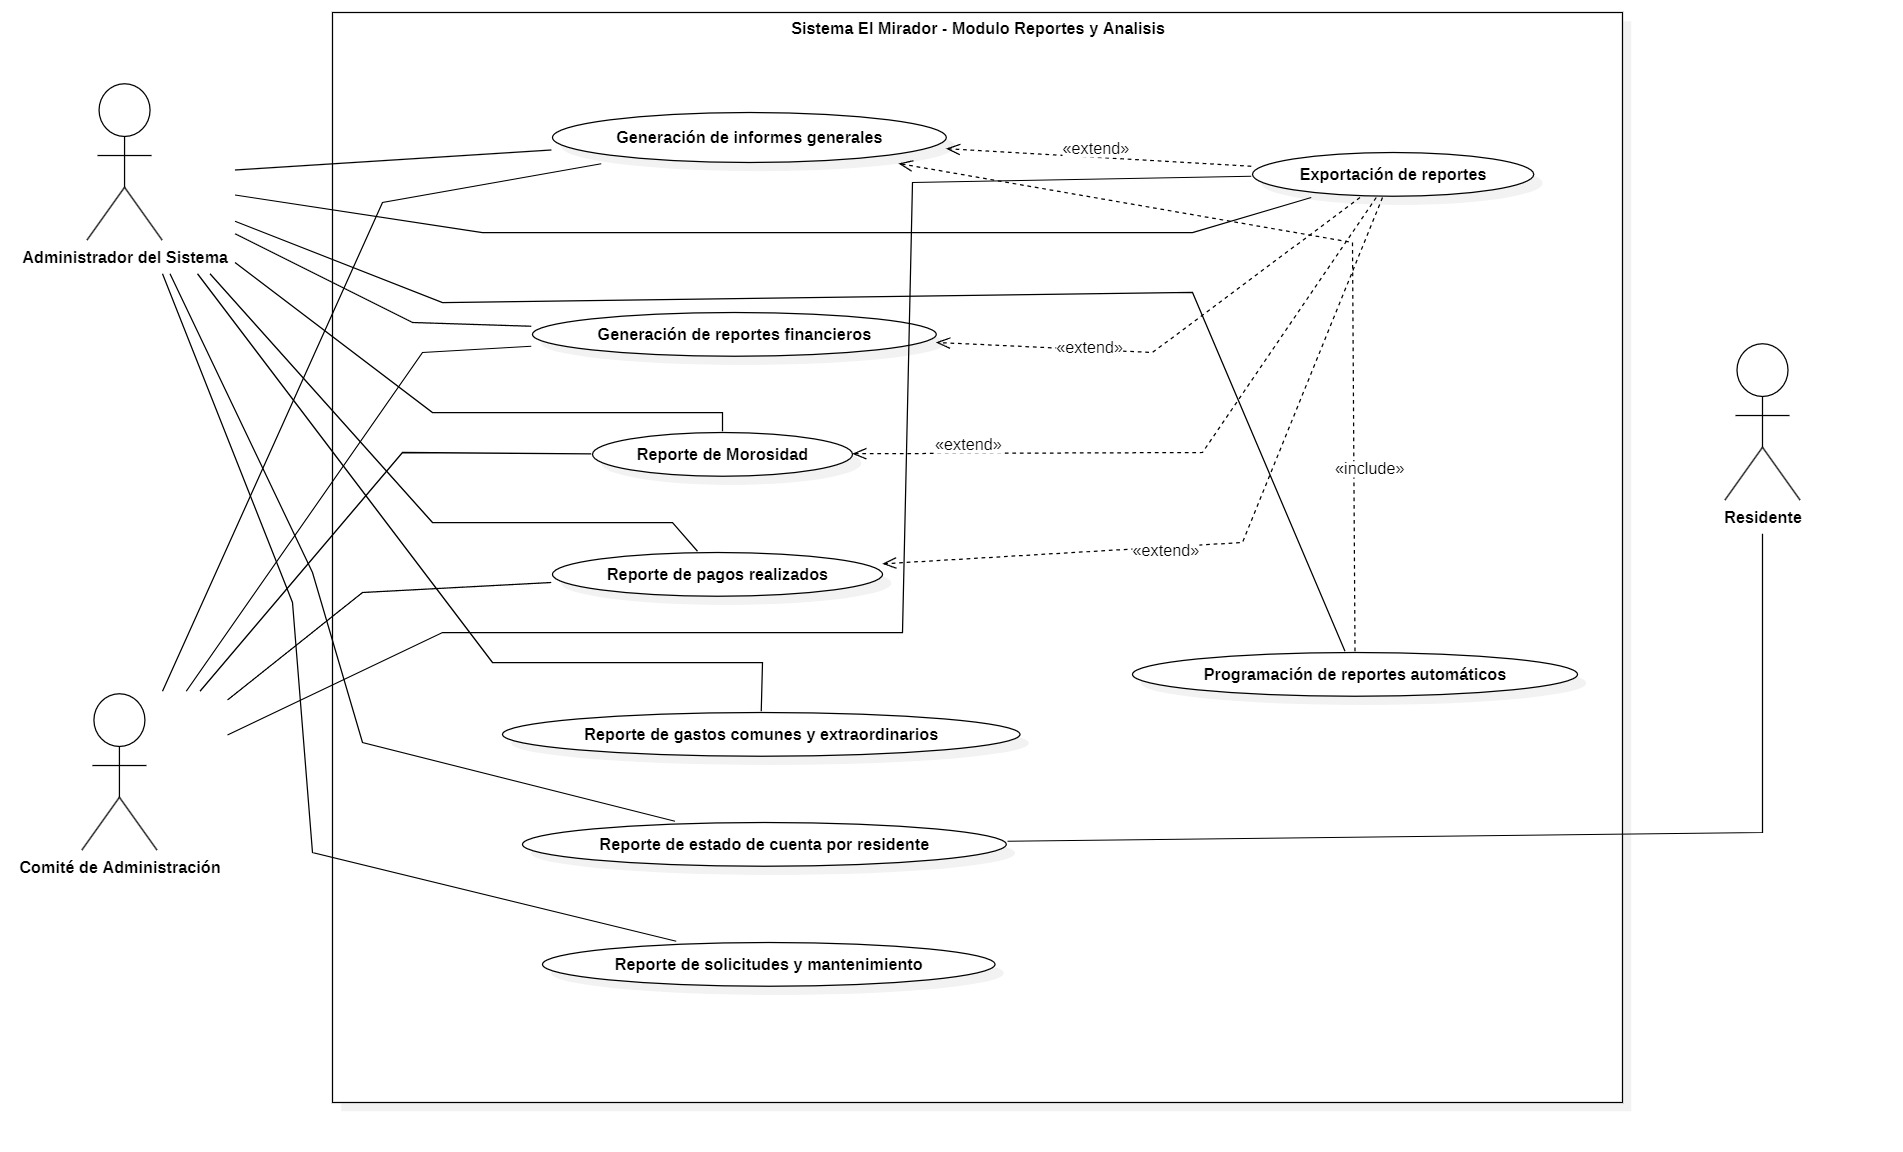 Sistema El Mirador - Modulo Reportes y Analisis
Generación de informes generales
«extend»
Exportación de reportes
Administrador del Sistema
Generación de reportes financieros
«extend»
Reporte de Morosidad
«extend»
«include»
Residente
Reporte de pagos realizados
«extend»
Programación de reportes automáticos
Reporte de gastos comunes y extraordinarios
Reporte de estado de cuenta por residente
Comité de Administración
Reporte de solicitudes y mantenimiento